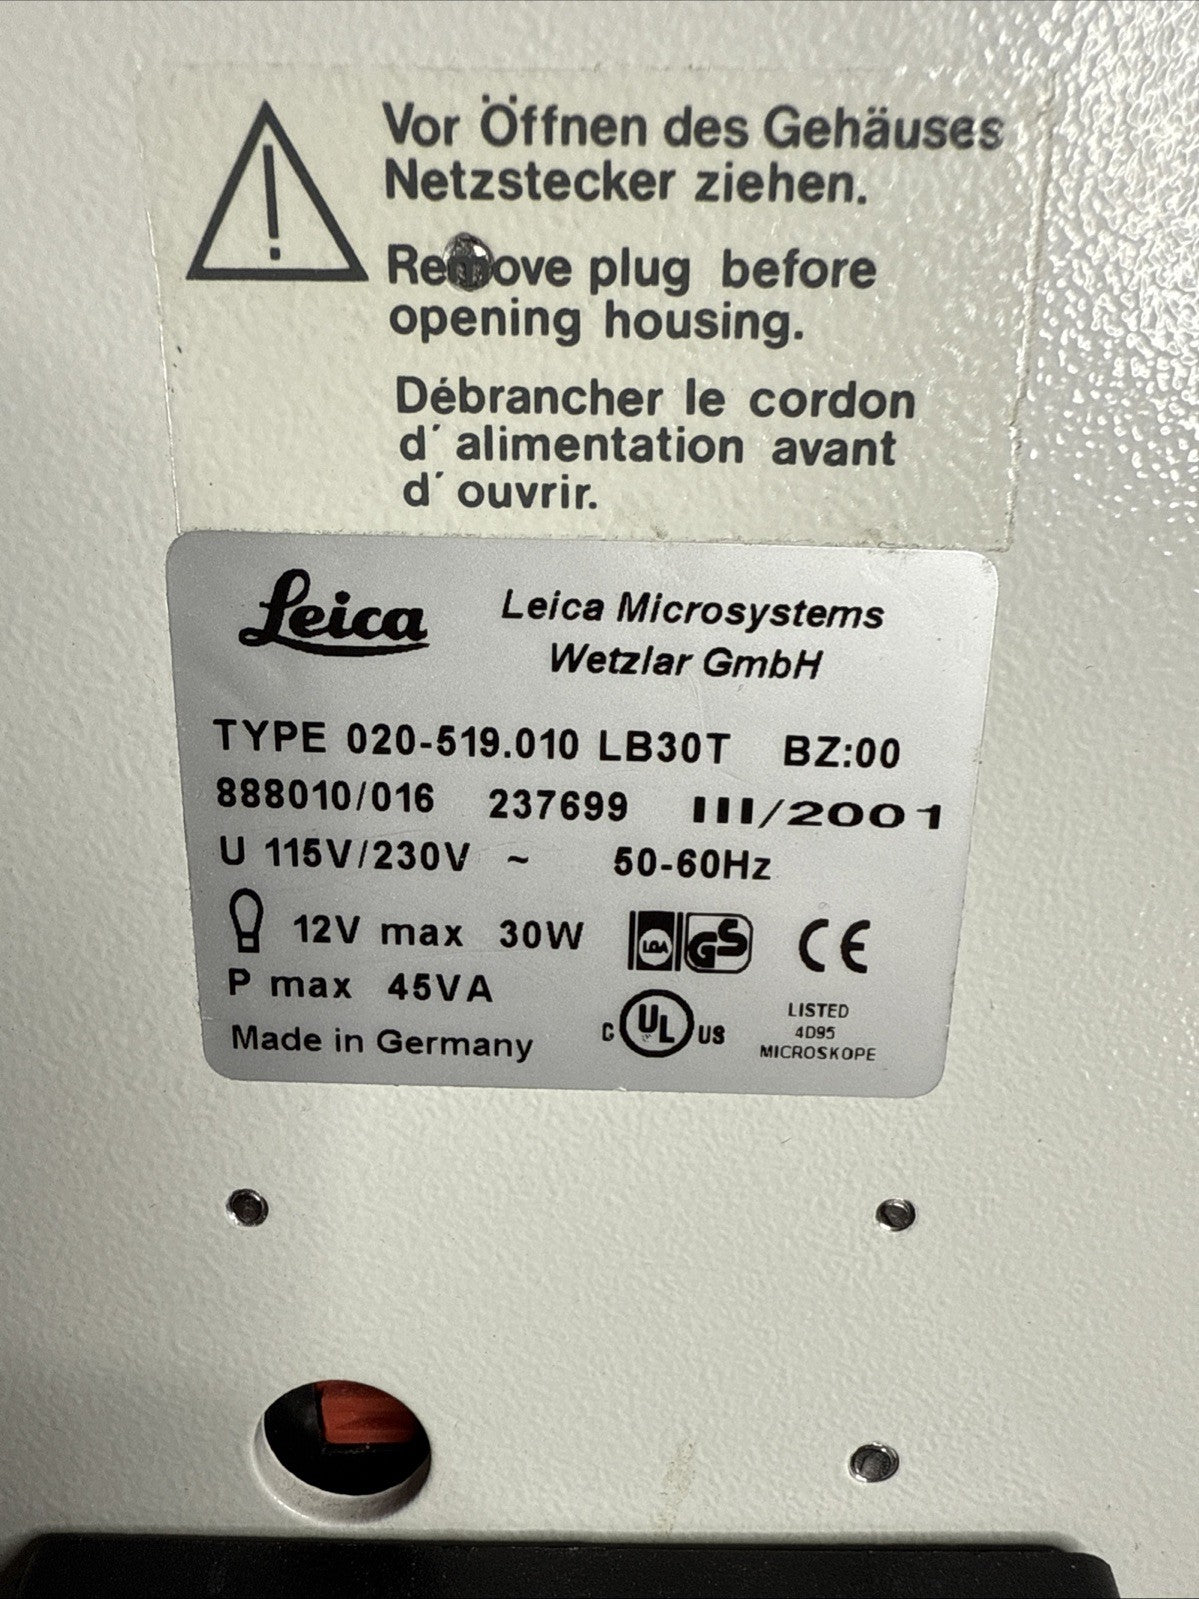 Vor Öffnen des Gehäuses
Netzstecker ziehen.
Remove plug before
opening housing.
Débrancher le cordon
d´ alimentation avant
d´ ouvrir.
Leica
Leica Microsystems
Wetzlar GmbH
TYPE 020-519.010 LB30T BZ:00
888010/016 237699 III/2001
U 115V/230V ~ 50-60Hz
12V max 30W
LGA GS CE
P max 45VA
C UL US
LISTED
4D95
MICROSKOPE
Made in Germany